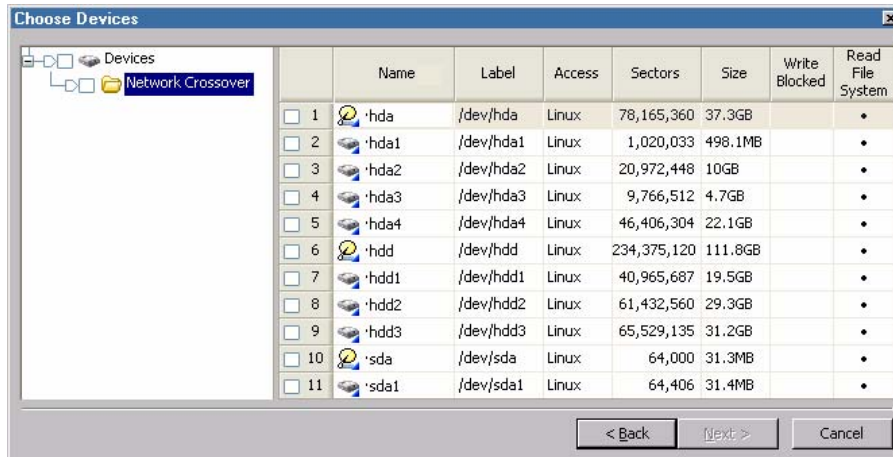 Choose Devices
Devices
Network Crossover
Name Label Access Sectors Size Write Blocked Read File System
1 ·hda /dev/hda Linux 78,165,360 37.3GB •
2 ·hda1 /dev/hda1 Linux 1,020,033 498.1MB •
3 ·hda2 /dev/hda2 Linux 20,972,448 10GB •
4 ·hda3 /dev/hda3 Linux 9,766,512 4.7GB •
5 ·hda4 /dev/hda4 Linux 46,406,304 22.1GB •
6 ·hdd /dev/hdd Linux 234,375,120 111.8GB •
7 ·hdd1 /dev/hdd1 Linux 40,965,687 19.5GB •
8 ·hdd2 /dev/hdd2 Linux 61,432,560 29.3GB •
9 ·hdd3 /dev/hdd3 Linux 65,529,135 31.2GB •
10 ·sda /dev/sda Linux 64,000 31.3MB •
11 ·sda1 /dev/sda1 Linux 64,406 31.4MB •
< Back Next > Cancel